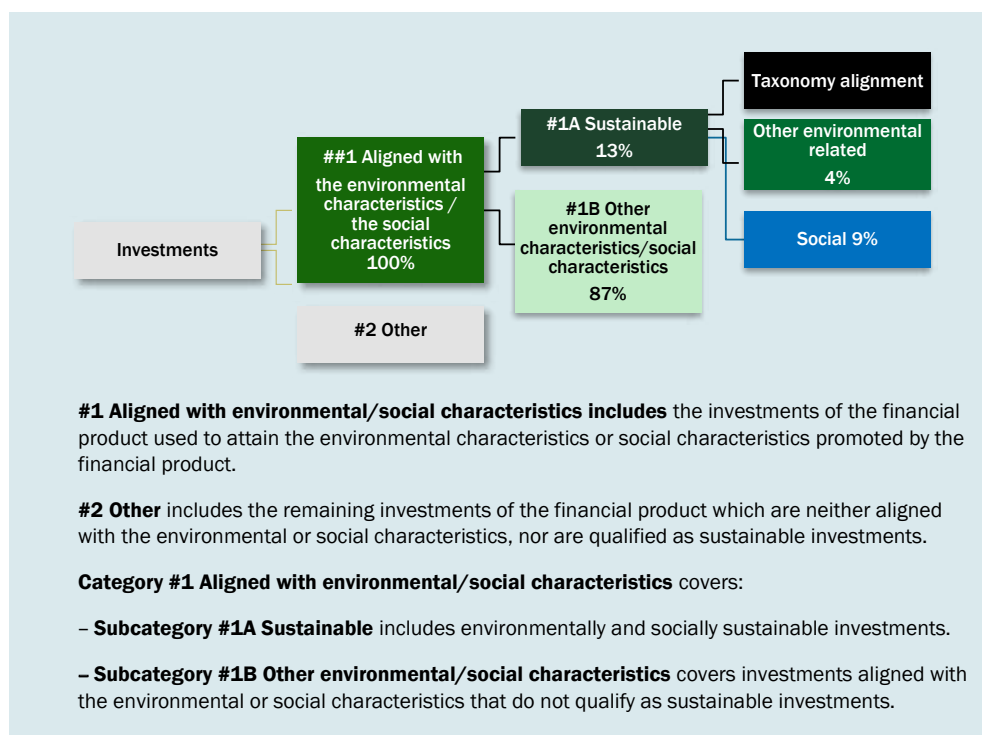 Investments
##1 Aligned with
the environmental
characteristics /
the social
characteristics
100%
#2 Other
#1A Sustainable
13%
#1B Other
environmental
characteristics/social
characteristics
87%
Taxonomy alignment
Other environmental
related
4%
Social 9%
#1 Aligned with environmental/social characteristics includes the investments of the financial
product used to attain the environmental characteristics or social characteristics promoted by the
financial product.
#2 Other includes the remaining investments of the financial product which are neither aligned
with the environmental or social characteristics, nor are qualified as sustainable investments.
Category #1 Aligned with environmental/social characteristics covers:
– Subcategory #1A Sustainable includes environmentally and socially sustainable investments.
– Subcategory #1B Other environmental/social characteristics covers investments aligned with
the environmental or social characteristics that do not qualify as sustainable investments.